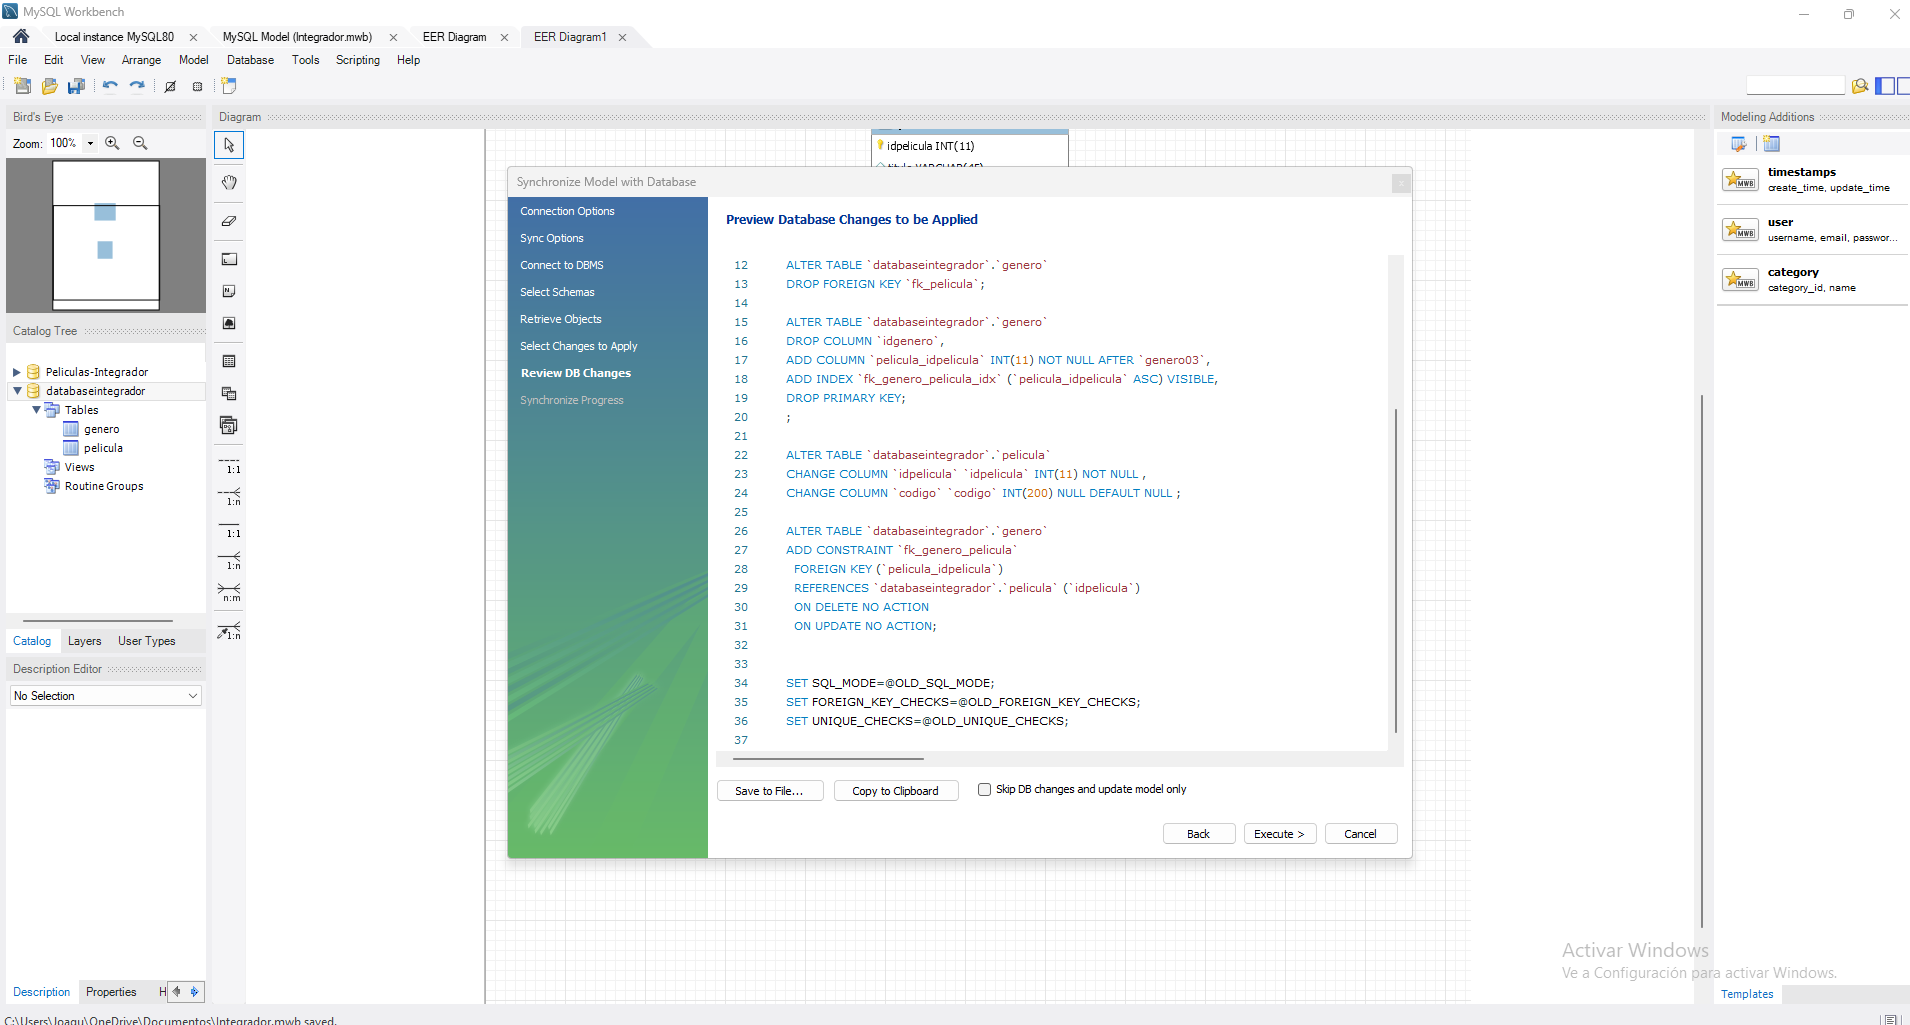 MySQL Workbench
Local instance MySQL80
MySQL Model (Integrador.mwb)
EER Diagram
EER Diagram1
File Edit View Arrange Model Database Tools Scripting Help
Bird's Eye
Zoom: 100%
Catalog Tree
Peliculas-Integrador
databaseintegrador
Tables
genero
pelicula
Views
Routine Groups
Catalog Layers User Types
Description Editor
No Selection
Description Properties H
Diagram
1:1
1:n
1:1
1:n
n:m
1:n
idpelicula INT(11)
Synchronize Model with Database
Connection Options
Sync Options
Connect to DBMS
Select Schemas
Retrieve Objects
Select Changes to Apply
Review DB Changes
Synchronize Progress
Preview Database Changes to be Applied
12 ALTER TABLE `databaseintegrador`.`genero`
13 DROP FOREIGN KEY `fk_pelicula`;
14
15 ALTER TABLE `databaseintegrador`.`genero`
16 DROP COLUMN `idgenero`,
17 ADD COLUMN `pelicula_idpelicula` INT(11) NOT NULL AFTER `genero03`,
18 ADD INDEX `fk_genero_pelicula_idx` (`pelicula_idpelicula` ASC) VISIBLE,
19 DROP PRIMARY KEY;
20 ;
21
22 ALTER TABLE `databaseintegrador`.`pelicula`
23 CHANGE COLUMN `idpelicula` `idpelicula` INT(11) NOT NULL ,
24 CHANGE COLUMN `codigo` `codigo` INT(200) NULL DEFAULT NULL ;
25
26 ALTER TABLE `databaseintegrador`.`genero`
27 ADD CONSTRAINT `fk_genero_pelicula`
28 FOREIGN KEY (`pelicula_idpelicula`)
29 REFERENCES `databaseintegrador`.`pelicula` (`idpelicula`)
30 ON DELETE NO ACTION
31 ON UPDATE NO ACTION;
32
33
34 SET SQL_MODE=@OLD_SQL_MODE;
35 SET FOREIGN_KEY_CHECKS=@OLD_FOREIGN_KEY_CHECKS;
36 SET UNIQUE_CHECKS=@OLD_UNIQUE_CHECKS;
37
Save to File...
Copy to Clipboard
Skip DB changes and update model only
Back
Execute >
Cancel
Modeling Additions
timestamps
create_time, update_time
user
username, email, passwor...
category
category_id, name
MWB
MWB
MWB
Activar Windows
Ve a Configuración para activar Windows.
Templates
C:\Users\Joaqu\OneDrive\Documentos\Integrador.mwb saved.